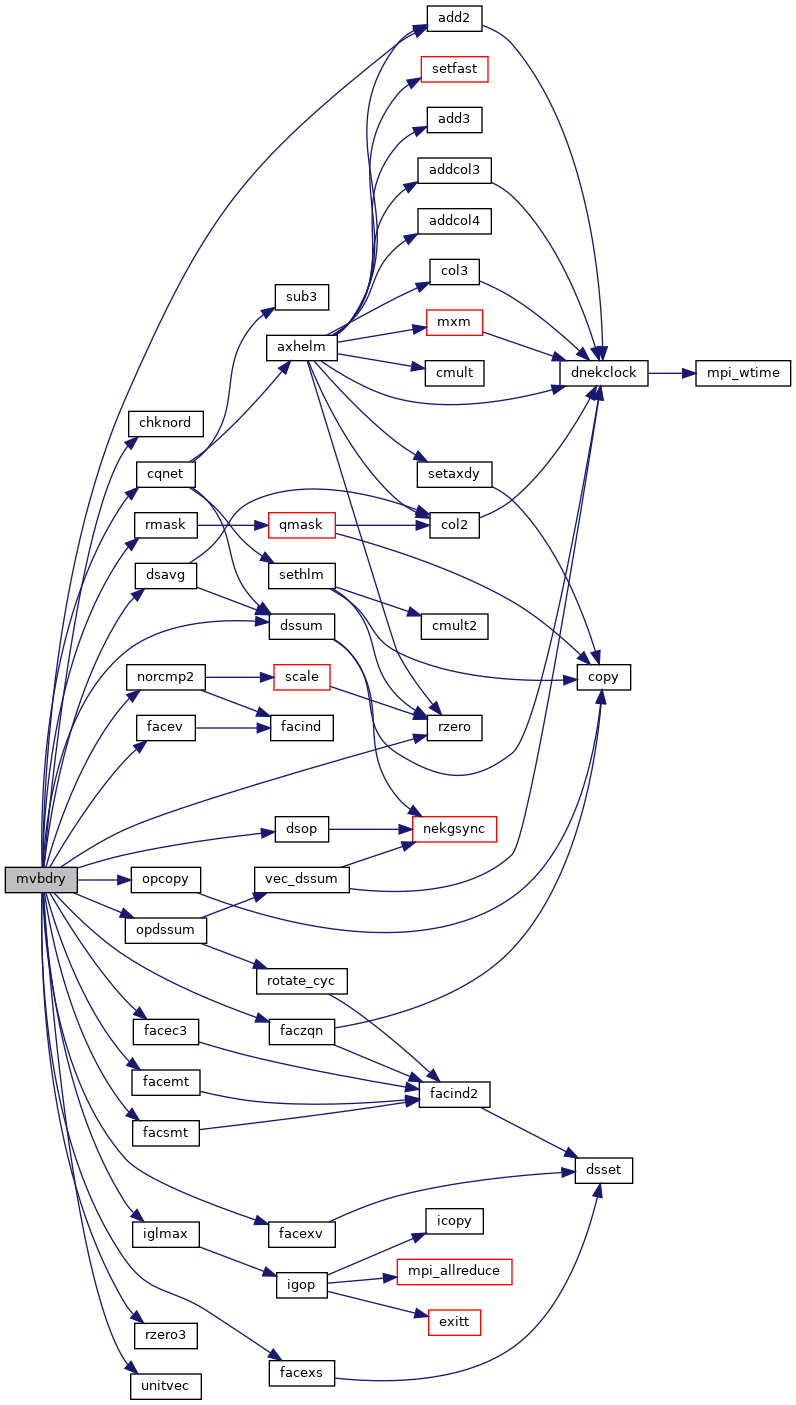 add2
setfast
add3
addcol3
addcol4
col3
sub3
mxm
axhelm
cmult
dnekclock
mpi_wtime
chknord
cqnet
setaxdy
rmask
qmask
col2
dsavg
sethlm
dssum
cmult2
norcmp2
scale
copy
facev
facind
rzero
dsop
nekgsync
mvbdry
opcopy
vec_dssum
opdssum
rotate_cyc
facec3
faczqn
facemt
facind2
facsmt
dsset
iglmax
facexv
icopy
igop
mpi_allreduce
exitt
rzero3
facexs
unitvec